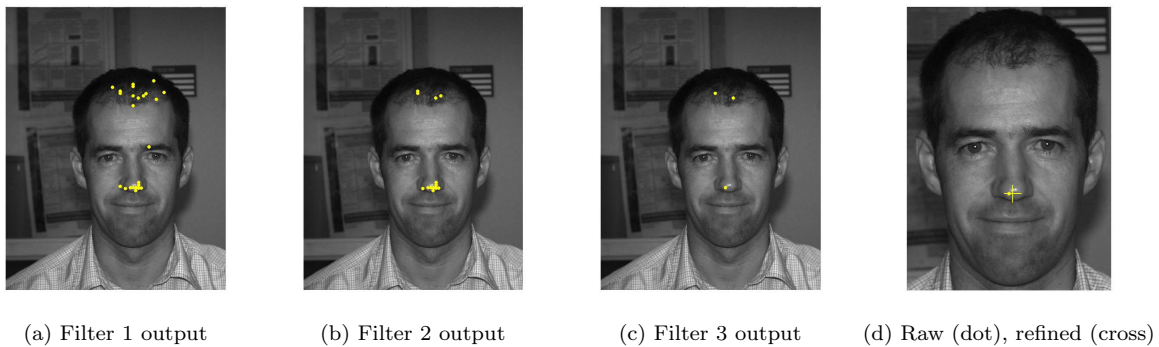 (a) Filter 1 output
(b) Filter 2 output
(c) Filter 3 output
(d) Raw (dot), refined (cross)